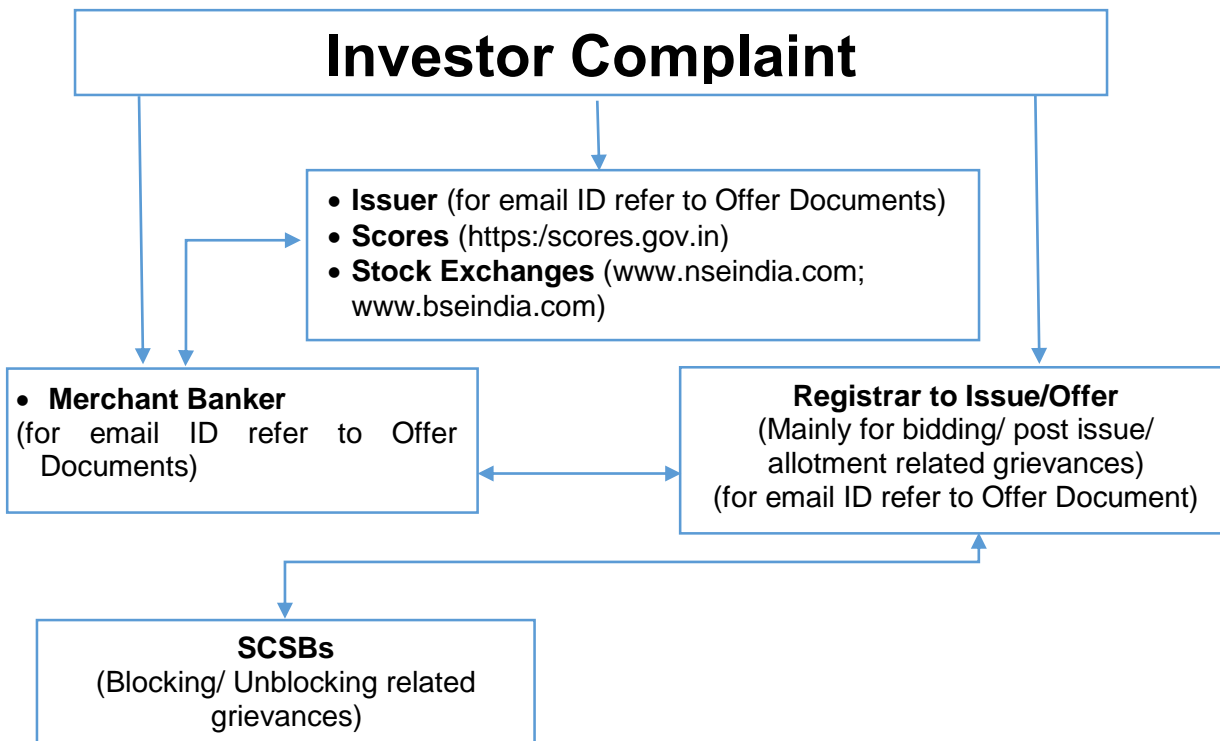 Investor Complaint
• Issuer (for email ID refer to Offer Documents)
• Scores (https:/scores.gov.in)
• Stock Exchanges (www.nseindia.com;
www.bseindia.com)
• Merchant Banker
(for email ID refer to Offer
Documents)
Registrar to Issue/Offer
(Mainly for bidding/ post issue/
allotment related grievances)
(for email ID refer to Offer Document)
SCSBs
(Blocking/ Unblocking related
grievances)